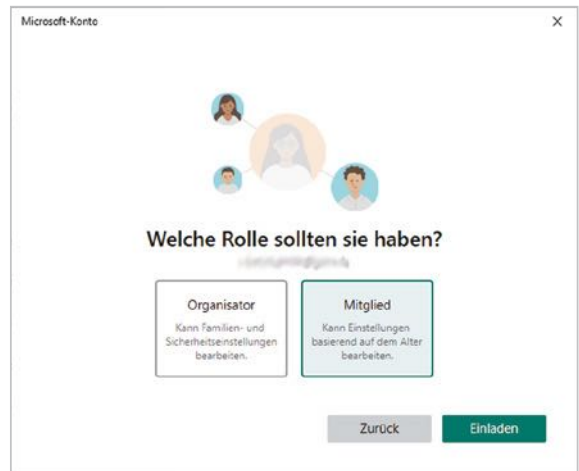 Microsoft-Konto
Welche Rolle sollten sie haben?
Organisator
Kann Familien- und
Sicherheitseinstellungen
bearbeiten.
Mitglied
Kann Einstellungen
basierend auf dem Alter
bearbeiten.
Zurück
Einladen